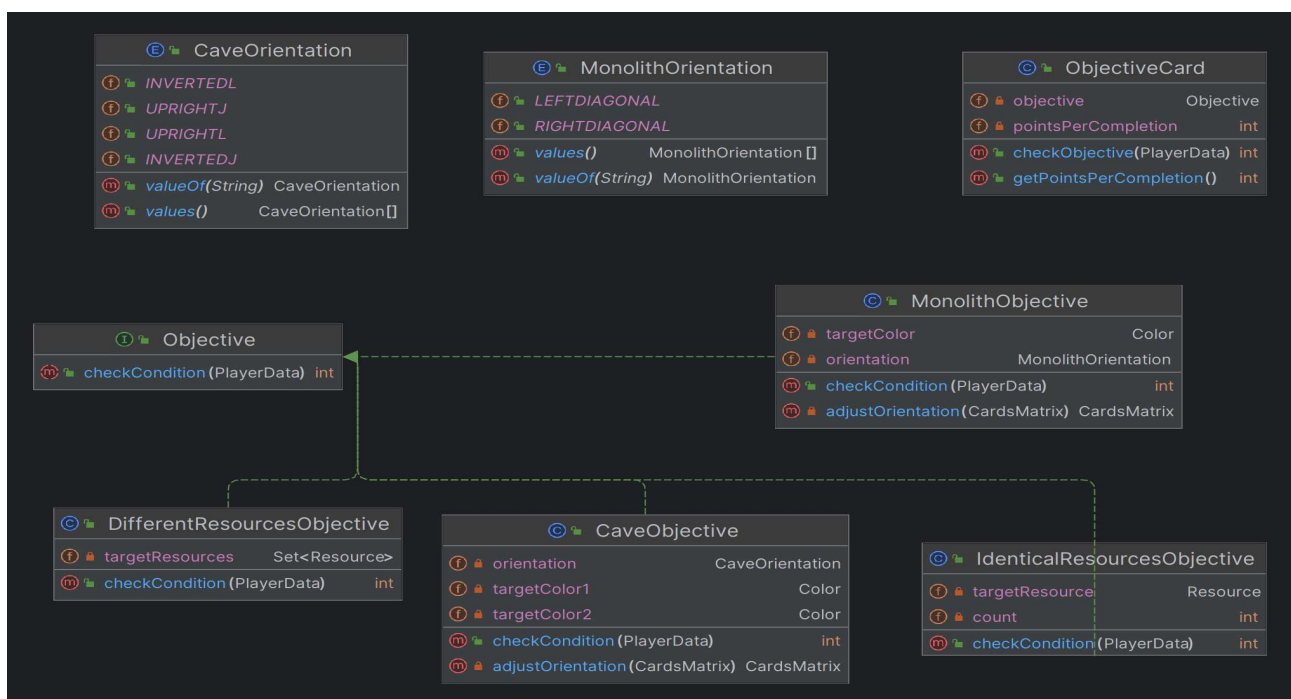 CaveOrientation
INVERTEDL
UPRIGHTJ
UPRIGHTL
INVERTEDJ
valueOf(String) CaveOrientation
values() CaveOrientation[]
MonolithOrientation
LEFTDIAGONAL
RIGHTDIAGONAL
values() MonolithOrientation[]
valueOf(String) MonolithOrientation
ObjectiveCard
objective Objective
pointsPerCompletion int
checkObjective(PlayerData) int
getPointsPerCompletion() int
Objective
checkCondition(PlayerData) int
MonolithObjective
targetColor Color
orientation MonolithOrientation
checkCondition(PlayerData) int
adjustOrientation(CardsMatrix) CardsMatrix
DifferentResourcesObjective
targetResources Set<Resource>
checkCondition(PlayerData) int
CaveObjective
orientation CaveOrientation
targetColor1 Color
targetColor2 Color
checkCondition(PlayerData) int
adjustOrientation(CardsMatrix) CardsMatrix
IdenticalResourcesObjective
targetResource Resource
count int
checkCondition(PlayerData) int